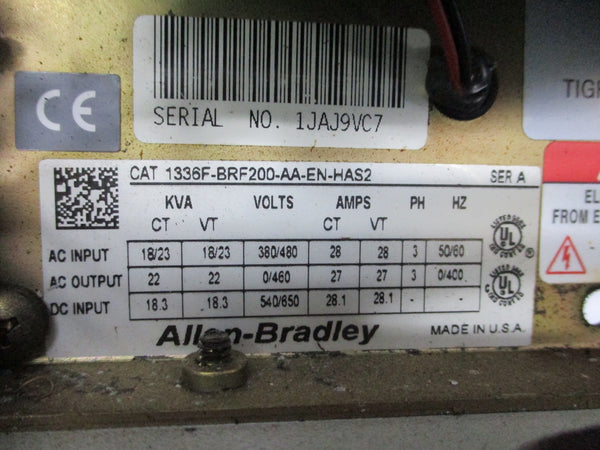 CE
SERIAL NO. 1JAJ9VC7
TIGR
CAT 1336F-BRF200-AA-EN-HAS2 SER A
KVA VOLTS AMPS PH HZ
CT VT CT VT
AC INPUT 18/23 18/23 380/480 28 28 3 50/60
AC OUTPUT 22 22 0/460 27 27 3 0/400
DC INPUT 18.3 18.3 540/650 28.1 28.1 - -
Allen-Bradley MADE IN U.S.A.
UL
UL
®
EL
FROM E